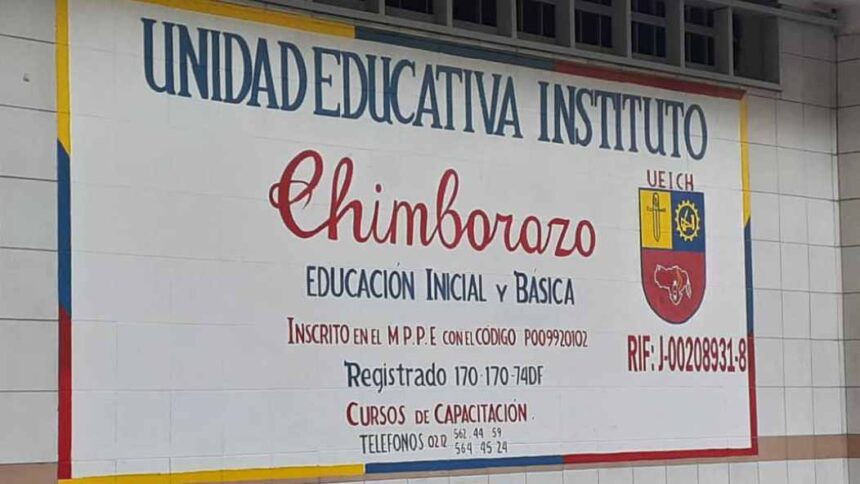 UNIDAD EDUCATIVA INSTITUTO
Chimborazo
UEICH
EDUCACIÓN INICIAL Y BÁSICA
INSCRITO EN EL M.P.P.E CON EL CÓDIGO P009920102
RIF: J-00208931-8
Registrado 170-170-74DF
CURSOS DE CAPACITACIÓN.
TELEFONOS 0212 562.44 59
564.45 24